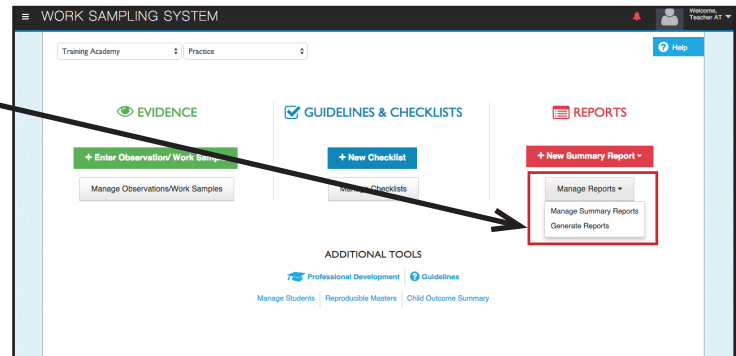 WORK SAMPLING SYSTEM
Welcome,
Teacher AT
Training Academy
Practice
Help
EVIDENCE
GUIDELINES & CHECKLISTS
REPORTS
+ Enter Observation/ Work Sample
+ New Checklist
+ New Summary Report
Manage Observations/Work Samples
Manage Checklists
Manage Reports
Manage Summary Reports
Generate Reports
ADDITIONAL TOOLS
Professional Development
Guidelines
Manage Students
Reproducible Masters
Child Outcome Summary